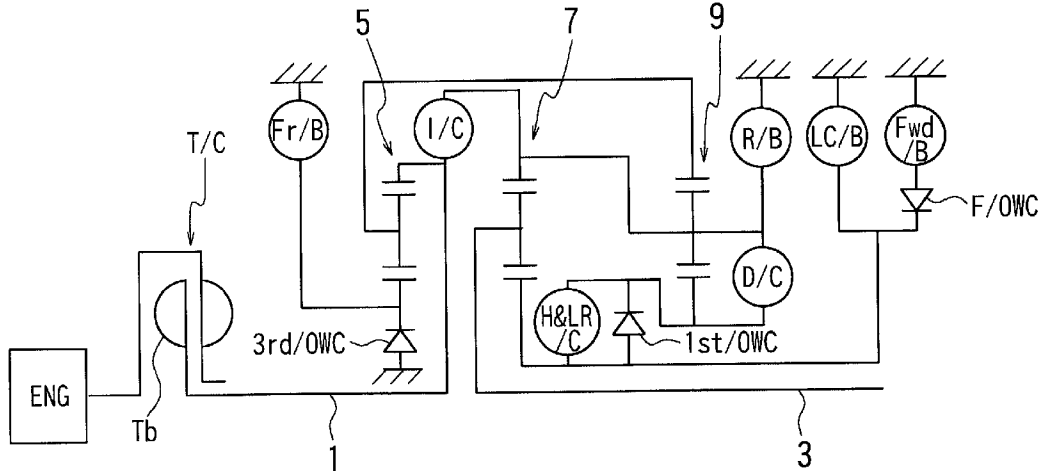 5
7
9
T/C
Fr/B
I/C
R/B
LC/B
Fwd
/B
F/OWC
D/C
H&LR
/C
3rd/OWC
1st/OWC
ENG
Tb
1
3